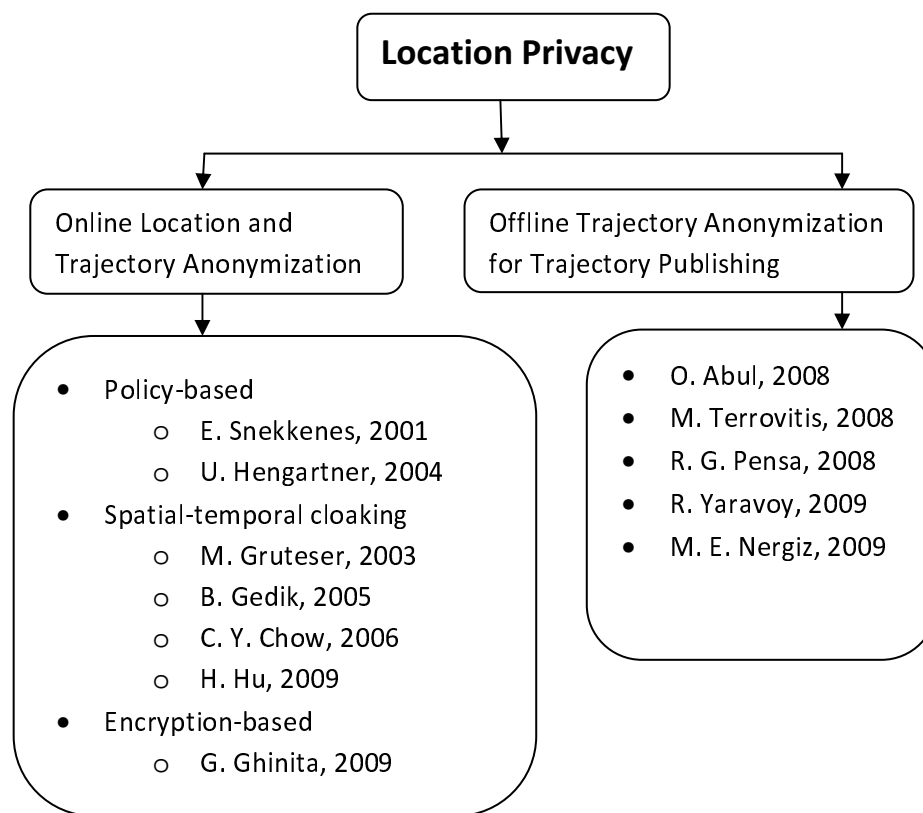 Location Privacy
Online Location and
Trajectory Anonymization
Offline Trajectory Anonymization
for Trajectory Publishing
• Policy-based
o E. Snekkenes, 2001
o U. Hengartner, 2004
• Spatial-temporal cloaking
o M. Gruteser, 2003
o B. Gedik, 2005
o C. Y. Chow, 2006
o H. Hu, 2009
• Encryption-based
o G. Ghinita, 2009
• O. Abul, 2008
• M. Terrovitis, 2008
• R. G. Pensa, 2008
• R. Yaravoy, 2009
• M. E. Nergiz, 2009